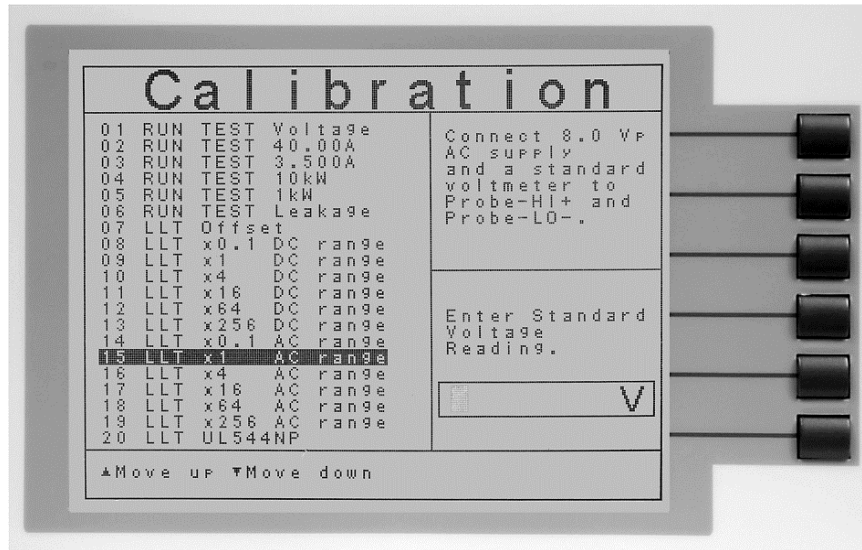 Calibration
01 RUN TEST Voltage
02 RUN TEST 40.00A
03 RUN TEST 3.500A
04 RUN TEST 10kW
05 RUN TEST 1kW
06 RUN TEST Leakage
07 LLT Offset
08 LLT x0.1 DC range
09 LLT x1 DC range
10 LLT x4 DC range
11 LLT x16 DC range
12 LLT x64 DC range
13 LLT x256 DC range
14 LLT x0.1 AC range
15 LLT x1 AC range
16 LLT x4 AC range
17 LLT x16 AC range
18 LLT x64 AC range
19 LLT x256 AC range
20 LLT UL544NP
Connect 8.0 Vp
AC supply
and a standard
voltmeter to
Probe-HI+ and
Probe-LO-.
Enter Standard
Voltage
Reading.
V
▲Move up ▼Move down